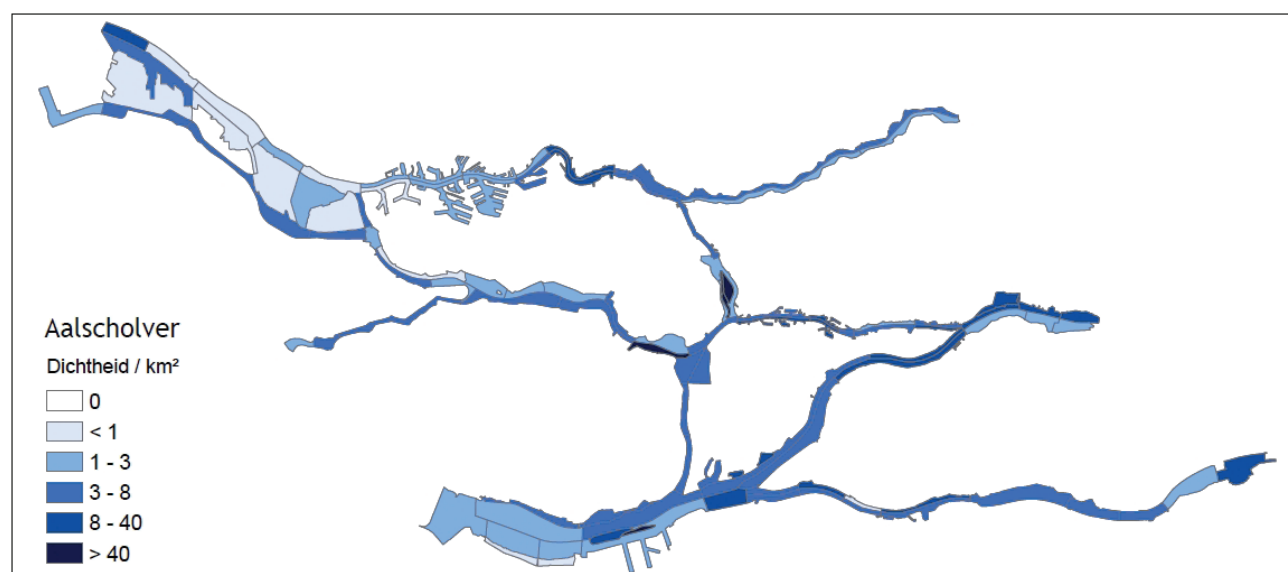 Aalscholver
Dichtheid / km²
0
< 1
1 - 3
3 - 8
8 - 40
> 40